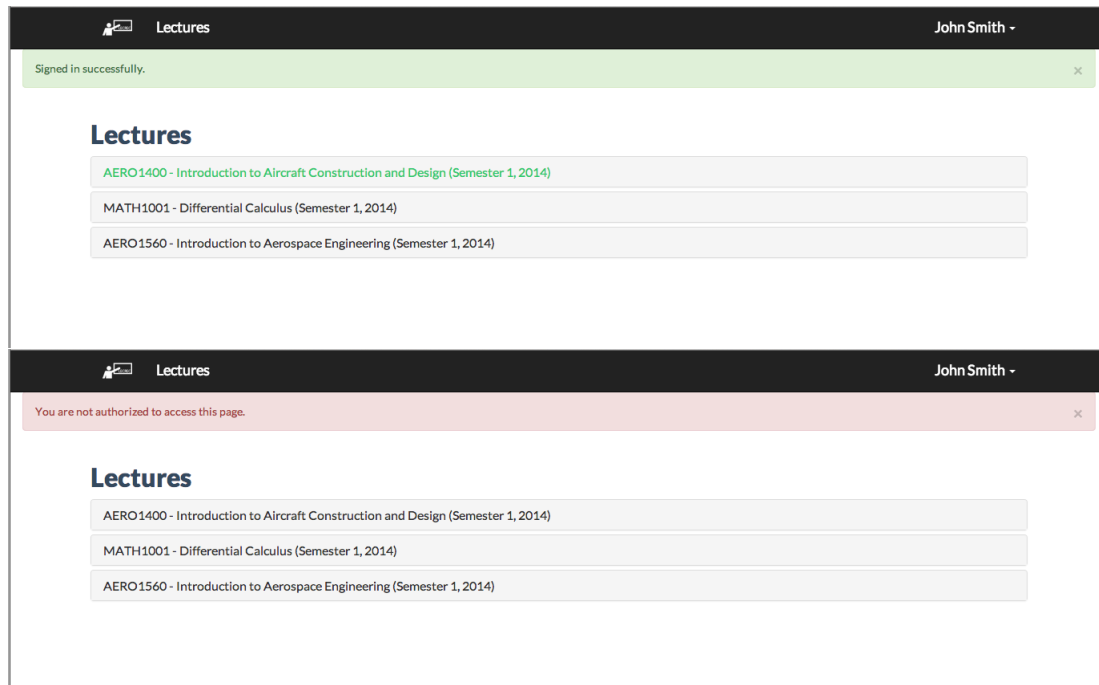 Lectures John Smith
Signed in successfully. ×
Lectures
AERO1400 - Introduction to Aircraft Construction and Design (Semester 1, 2014)
MATH1001 - Differential Calculus (Semester 1, 2014)
AERO1560 - Introduction to Aerospace Engineering (Semester 1, 2014)
Lectures John Smith
You are not authorized to access this page. ×
Lectures
AERO1400 - Introduction to Aircraft Construction and Design (Semester 1, 2014)
MATH1001 - Differential Calculus (Semester 1, 2014)
AERO1560 - Introduction to Aerospace Engineering (Semester 1, 2014)